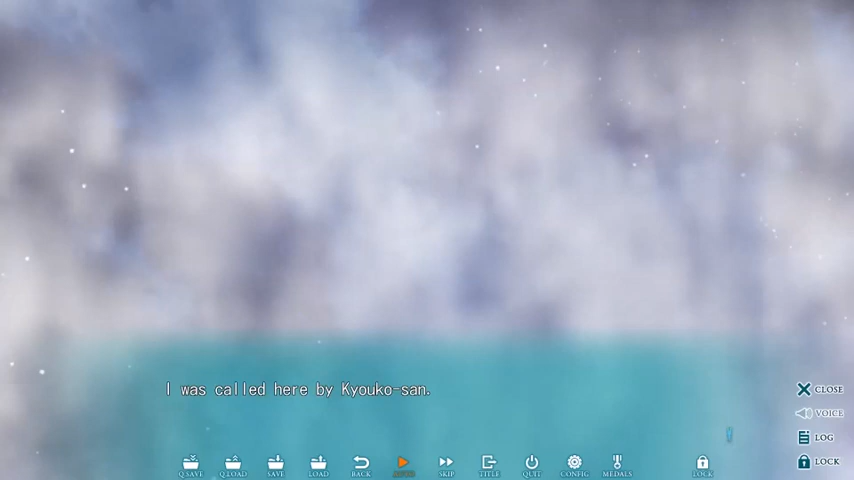 I was called here by Kyouko-san.
CLOSE
VOICE
LOG
LOCK
Q.SAVE
Q.LOAD
SAVE
LOAD
BACK
AUTO
SKIP
TITLE
QUIT
CONFIG
MEDALS
LOCK